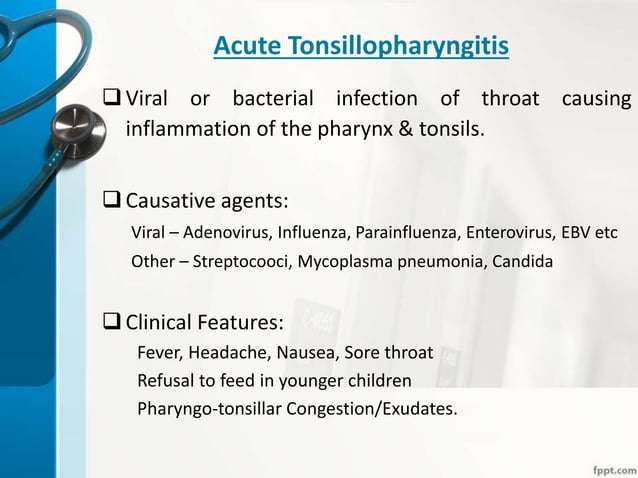 Acute Tonsillopharyngitis
Viral or bacterial infection of throat causing
inflammation of the pharynx & tonsils.
Causative agents:
Viral – Adenovirus, Influenza, Parainfluenza, Enterovirus, EBV etc
Other – Streptocooci, Mycoplasma pneumonia, Candida
Clinical Features:
Fever, Headache, Nausea, Sore throat
Refusal to feed in younger children
Pharyngo-tonsillar Congestion/Exudates.
fppt.com